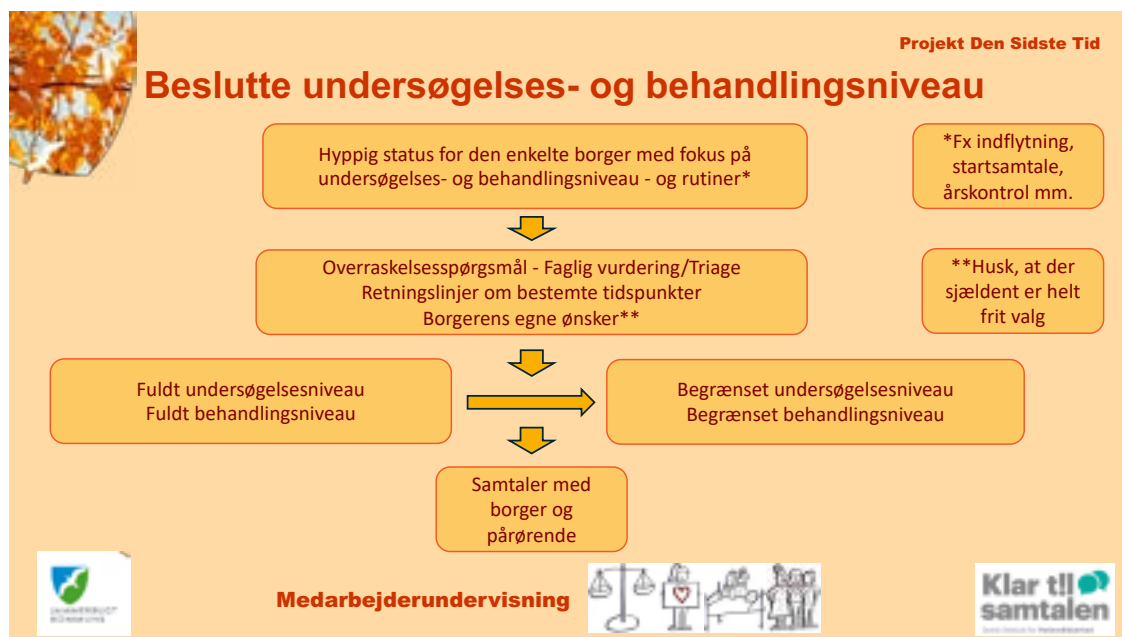 Projekt Den Sidste Tid
Beslutte undersøgelses- og behandlingsniveau
Hyppig status for den enkelte borger med fokus på
undersøgelses- og behandlingsniveau - og rutiner*
*Fx indflytning,
startsamtale,
årskontrol mm.
Overraskelsesspørgsmål - Faglig vurdering/Triage
Retningslinjer om bestemte tidspunkter
Borgerens egne ønsker**
**Husk, at der
sjældent er helt
frit valg
Fuldt undersøgelsesniveau
Fuldt behandlingsniveau
Begrænset undersøgelsesniveau
Begrænset behandlingsniveau
Samtaler med
borger og
pårørende
Medarbejderundervisning
Klar t!l
samtalen